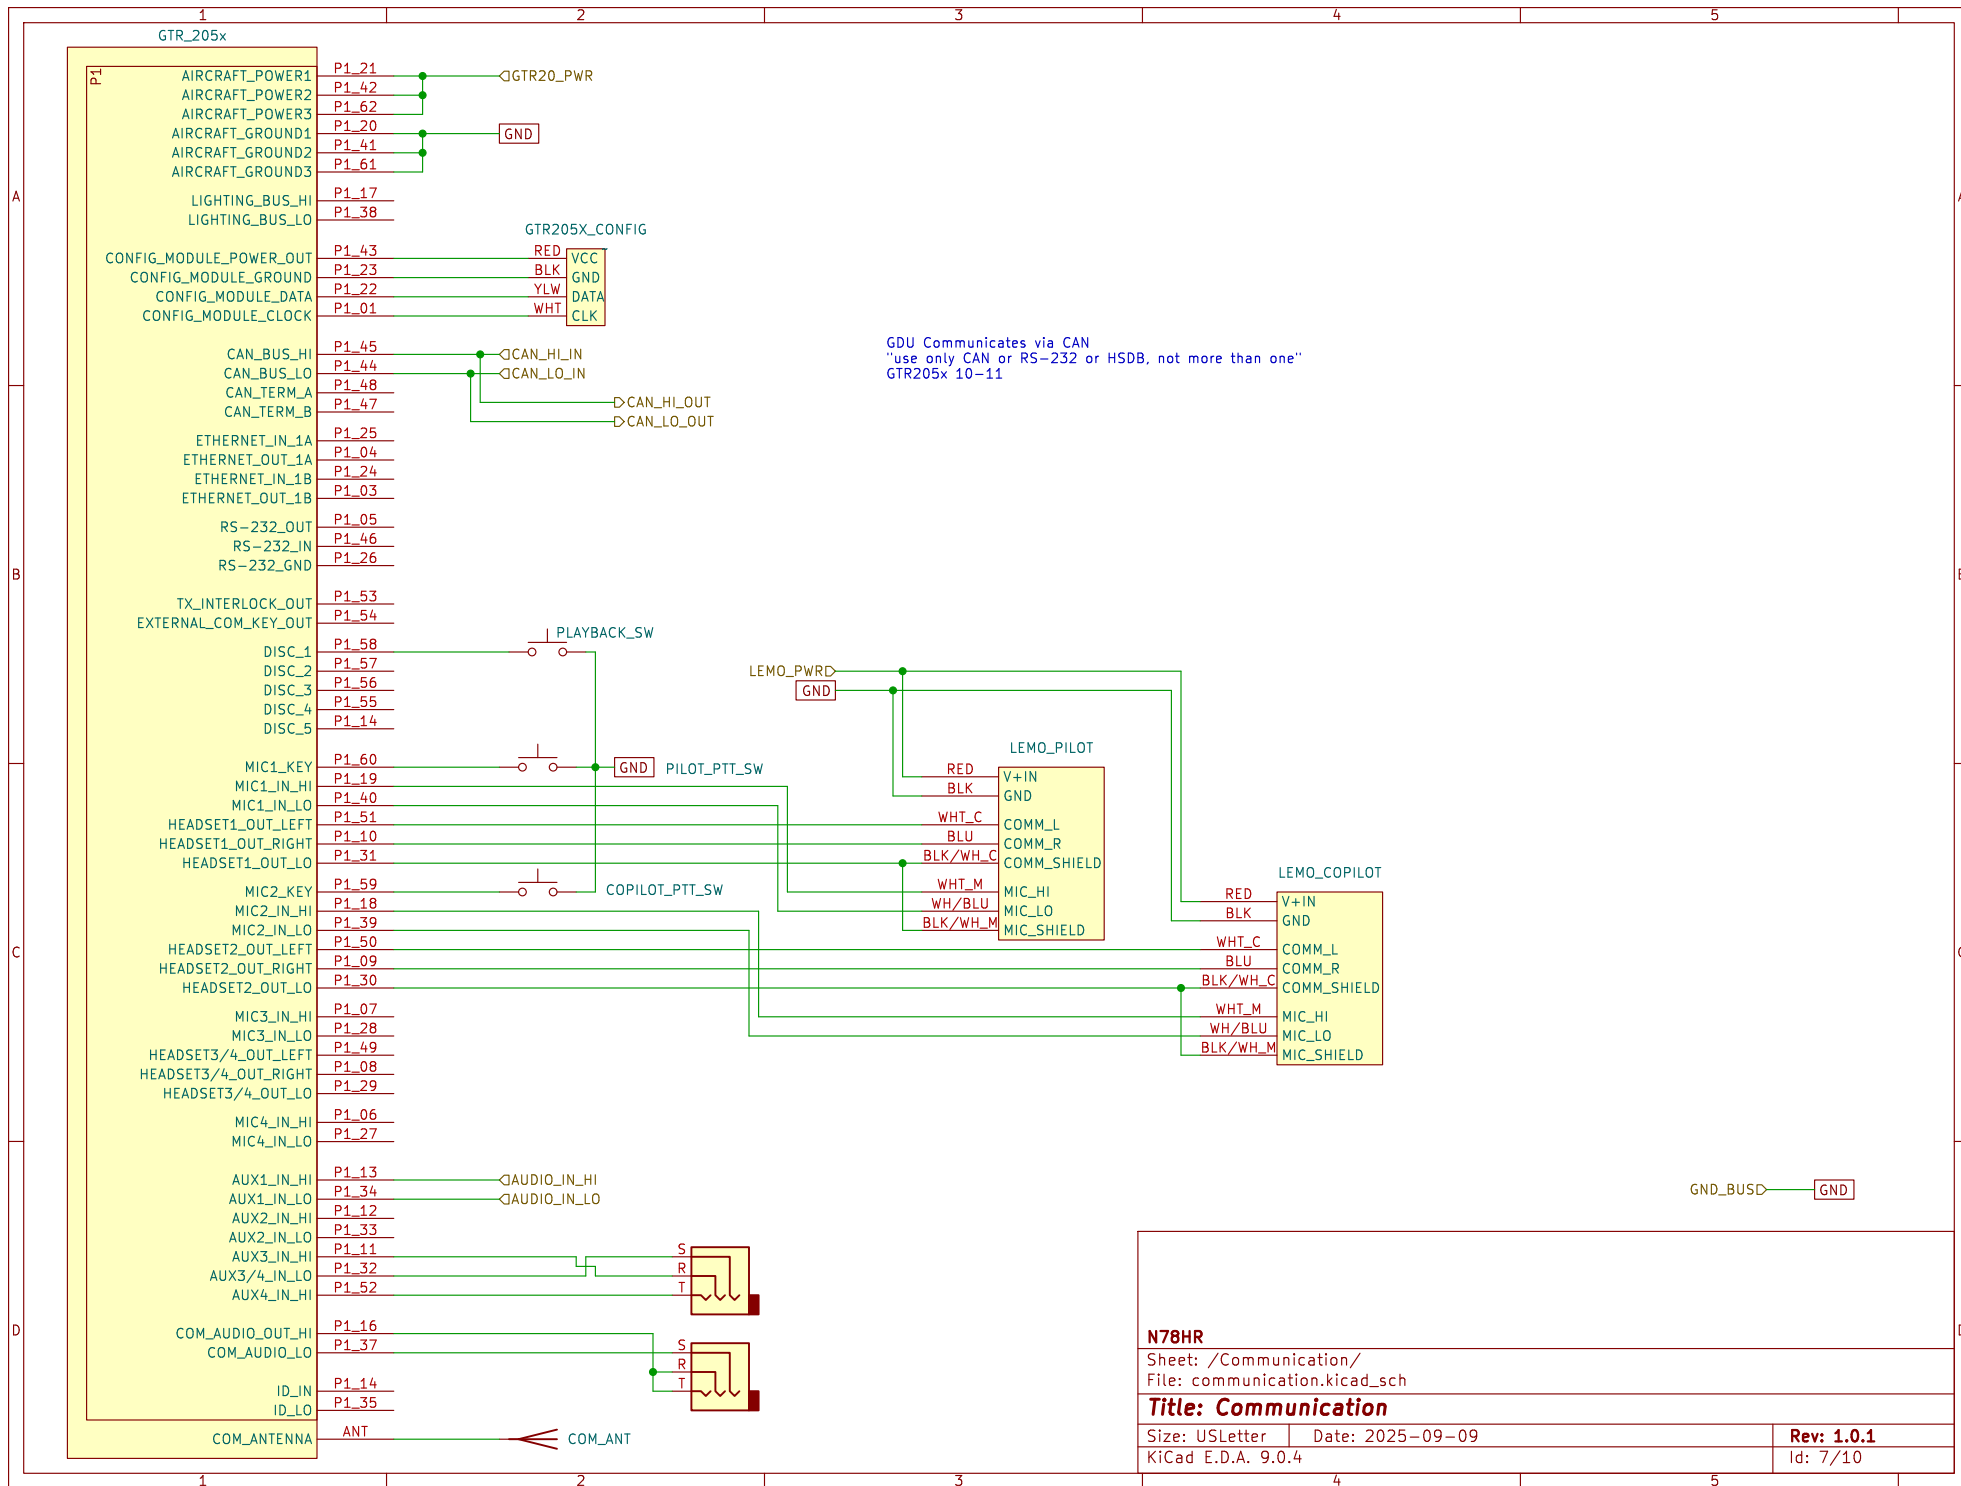 1 2 3 4 5
GTR_205x
P1
AIRCRAFT_POWER1 P1_21 GTR20_PWR
AIRCRAFT_POWER2 P1_42
AIRCRAFT_POWER3 P1_62
AIRCRAFT_GROUND1 P1_20 GND
AIRCRAFT_GROUND2 P1_41
AIRCRAFT_GROUND3 P1_61
A
LIGHTING_BUS_HI P1_17
LIGHTING_BUS_LO P1_38
GTR205X_CONFIG
CONFIG_MODULE_POWER_OUT P1_43 RED VCC
CONFIG_MODULE_GROUND P1_23 BLK GND
CONFIG_MODULE_DATA P1_22 YLW DATA
CONFIG_MODULE_CLOCK P1_01 WHT CLK
GDU Communicates via CAN
"use only CAN or RS-232 or HSDB, not more than one"
GTR205x 10-11
CAN_BUS_HI P1_45 CAN_HI_IN
CAN_BUS_LO P1_44 CAN_LO_IN
CAN_TERM_A P1_48
CAN_HI_OUT
CAN_TERM_B P1_47
CAN_LO_OUT
ETHERNET_IN_1A P1_25
ETHERNET_OUT_1A P1_04
ETHERNET_IN_1B P1_24
ETHERNET_OUT_1B P1_03
RS-232_OUT P1_05
RS-232_IN P1_46
RS-232_GND P1_26
B
TX_INTERLOCK_OUT P1_53
EXTERNAL_COM_KEY_OUT P1_54
PLAYBACK_SW
DISC_1 P1_58
DISC_2 P1_57 LEMO_PWR
DISC_3 P1_56 GND
DISC_4 P1_55
DISC_5 P1_14
LEMO_PILOT
MIC1_KEY P1_60 GND PILOT_PTT_SW
RED V+IN
MIC1_IN_HI P1_19
BLK GND
MIC1_IN_LO P1_40
HEADSET1_OUT_LEFT P1_51 WHT_C COMM_L
HEADSET1_OUT_RIGHT P1_10 BLU COMM_R
HEADSET1_OUT_LO P1_31 BLK/WH_C COMM_SHIELD
LEMO_COPILOT
MIC2_KEY P1_59 COPILOT_PTT_SW WHT_M MIC_HI
RED V+IN
MIC2_IN_HI P1_18 WH/BLU MIC_LO
BLK GND
MIC2_IN_LO P1_39 BLK/WH_M MIC_SHIELD
C
HEADSET2_OUT_LEFT P1_50 WHT_C COMM_L
HEADSET2_OUT_RIGHT P1_09 BLU COMM_R
HEADSET2_OUT_LO P1_30 BLK/WH_C COMM_SHIELD
MIC3_IN_HI P1_07 WHT_M MIC_HI
MIC3_IN_LO P1_28 WH/BLU MIC_LO
HEADSET3/4_OUT_LEFT P1_49 BLK/WH_M MIC_SHIELD
HEADSET3/4_OUT_RIGHT P1_08
HEADSET3/4_OUT_LO P1_29
MIC4_IN_HI P1_06
MIC4_IN_LO P1_27
AUX1_IN_HI P1_13 AUDIO_IN_HI
GND_BUS GND
AUX1_IN_LO P1_34 AUDIO_IN_LO
AUX2_IN_HI P1_12
AUX2_IN_LO P1_33
AUX3_IN_HI P1_11 S
AUX3/4_IN_LO P1_32 R
AUX4_IN_HI P1_52 T
D
COM_AUDIO_OUT_HI P1_16
COM_AUDIO_LO P1_37 S
R
ID_IN P1_14 T
ID_LO P1_35
COM_ANTENNA ANT COM_ANT
N78HR
Sheet: /Communication/
File: communication.kicad_sch
Title: Communication
Size: USLetter Date: 2025-09-09 Rev: 1.0.1
KiCad E.D.A. 9.0.4 Id: 7/10
1 2 3 4 5